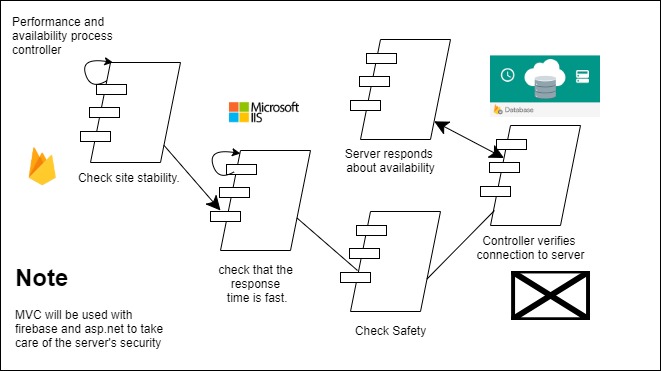 Performance and
availability process
controller
Check site stability.
Microsoft
IIS
check that the
response
time is fast.
Server responds
about availability
Database
Controller verifies
connection to server
Check Safety
Note
MVC will be used with
firebase and asp.net to take
care of the server's security